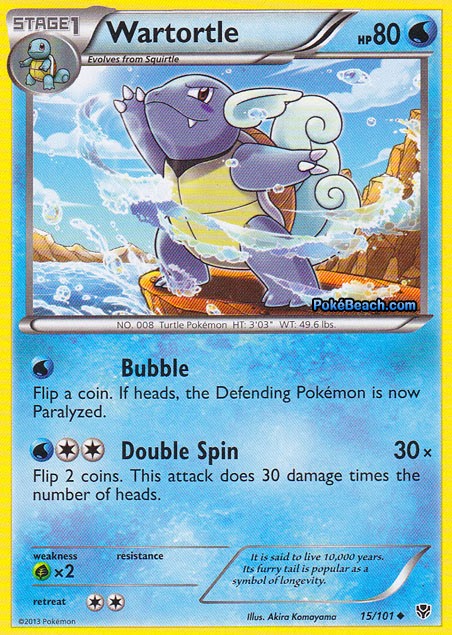 STAGE1
Wartortle
HP80
Evolves from Squirtle
PokéBeach.com
NO. 008 Turtle Pokémon HT: 3'03" WT: 49.6 lbs.
Bubble
Flip a coin. If heads, the Defending Pokémon is now
Paralyzed.
Double Spin 30×
Flip 2 coins. This attack does 30 damage times the
number of heads.
weakness resistance
×2
It is said to live 10,000 years.
Its furry tail is popular as a
symbol of longevity.
retreat
©2013 Pokémon
Illus. Akira Komayama
15/101